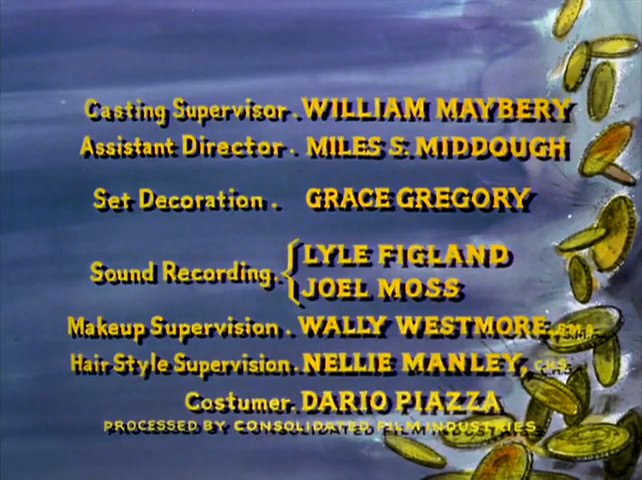 Casting Supervisor. WILLIAM MAYBERY
Assistant Director. MILES S. MIDDOUGH
Set Decoration. GRACE GREGORY
Sound Recording. { LYLE FIGLAND
JOEL MOSS
Makeup Supervision. WALLY WESTMORE, S.M.A.
Hair Style Supervision. NELLIE MANLEY, C.H.S.
Costumer. DARIO PIAZZA
PROCESSED BY CONSOLIDATED FILM INDUSTRIES